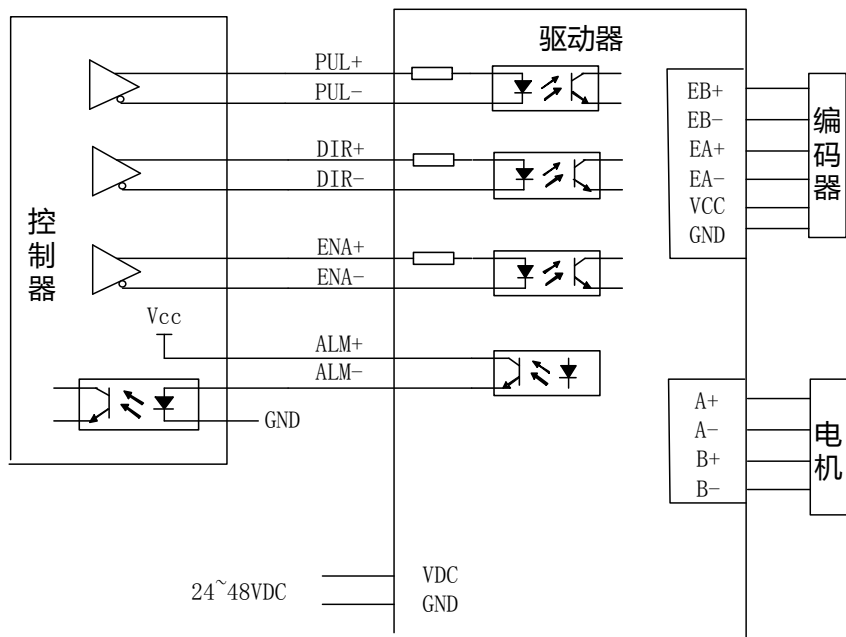 驱动器
PUL+
PUL-
DIR+
DIR-
控制器
ENA+
ENA-
Vcc
ALM+
ALM-
GND
EB+
EB-
EA+
EA-
VCC
GND
编码器
A+
A-
B+
B-
电机
24~48VDC
VDC
GND